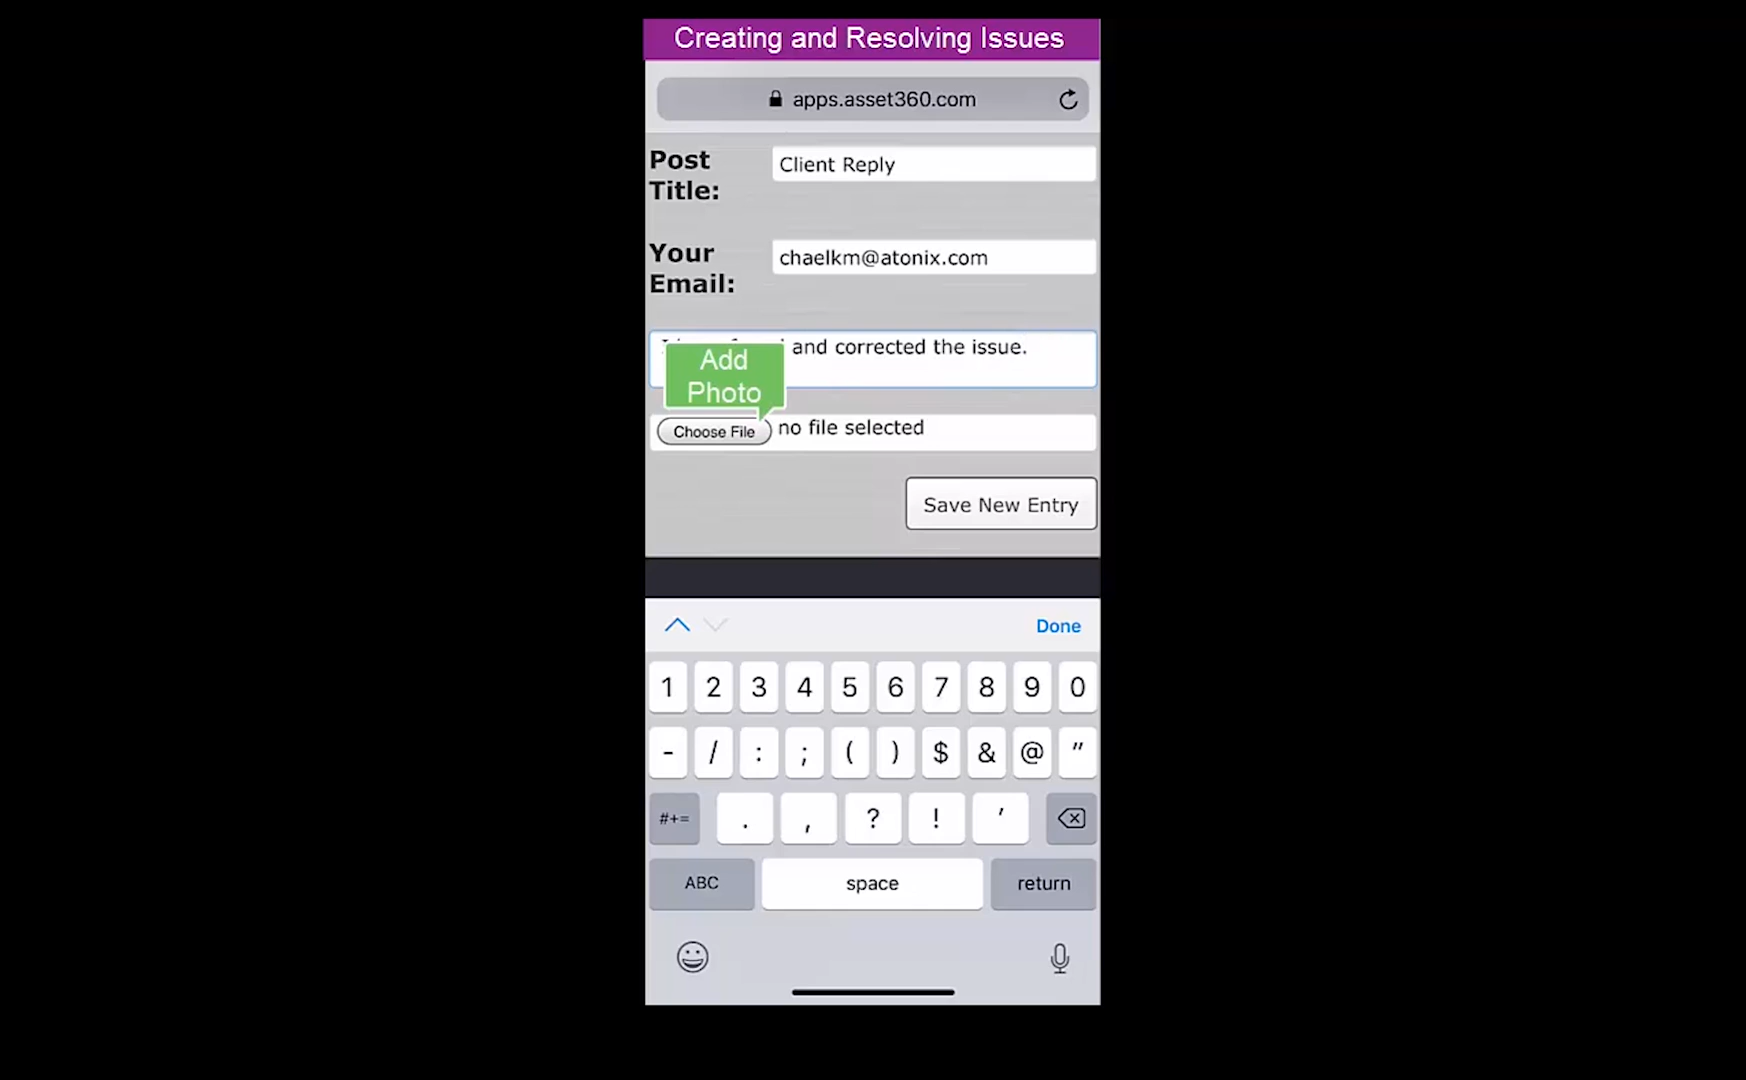 Creating and Resolving Issues
apps.asset360.com
Post Title:
Client Reply
Your Email:
chaelkm@atonix.com
and corrected the issue.
Add
Photo
Choose File no file selected
Save New Entry
Done
1 2 3 4 5 6 7 8 9 0
- / : ; ( ) $ & @ "
#+= . , ? ! '
ABC space return